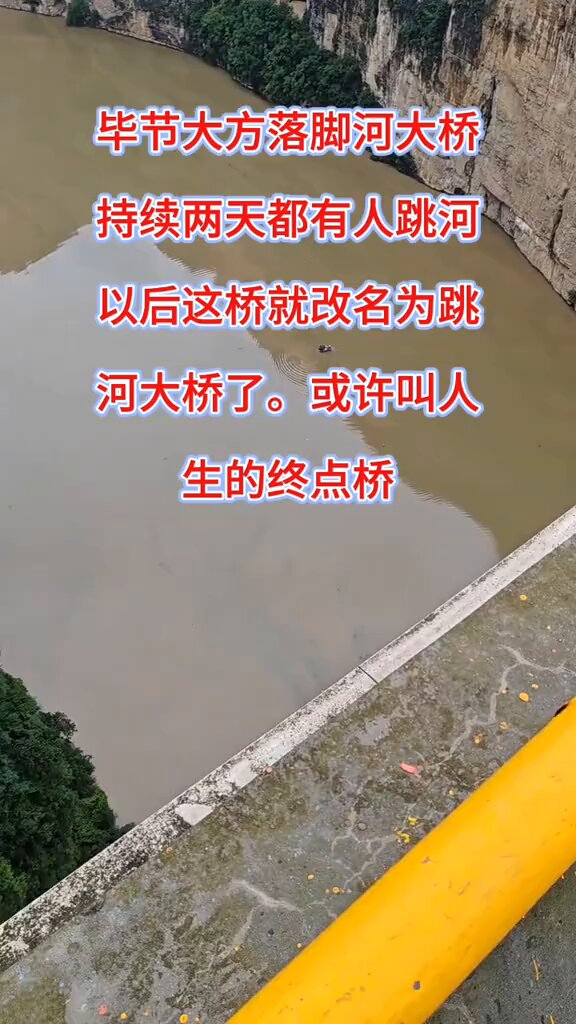 毕节大方落脚河大桥
持续两天都有人跳河
以后这桥就改名为跳
河大桥了。或许叫人
生的终点桥